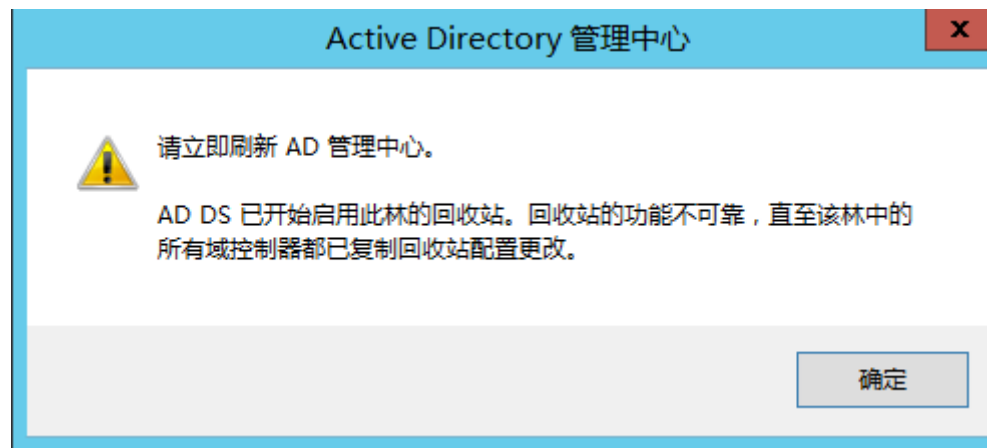 Active Directory 管理中心
x
请立即刷新 AD 管理中心。
AD DS 已开始启用此林的回收站。回收站的功能不可靠，直至该林中的
所有域控制器都已复制回收站配置更改。
确定